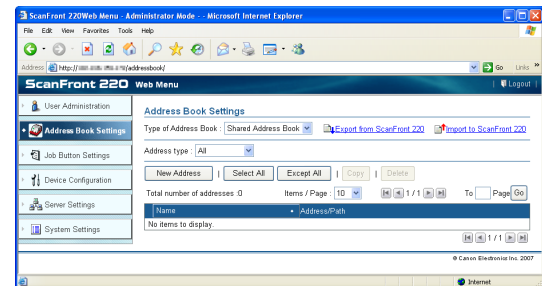 ScanFront 220Web Menu - Administrator Mode - - Microsoft Internet Explorer
File Edit View Favorites Tools Help
Back
Address http:// /addressbook/ Go Links »
ScanFront 220 Web Menu | Logout |
User Administration
Address Book Settings
Job Button Settings
Device Configuration
Server Settings
System Settings
Address Book Settings
Type of Address Book : Shared Address Book Export from ScanFront 220 Import to ScanFront 220
Address type : All
New Address | Select All Except All | Copy | Delete
Total number of addresses :0 Items / Page : 10 1 / 1 To Page Go
Name • Address/Path
No items to display.
1 / 1
© Canon Electronics Inc. 2007
Internet